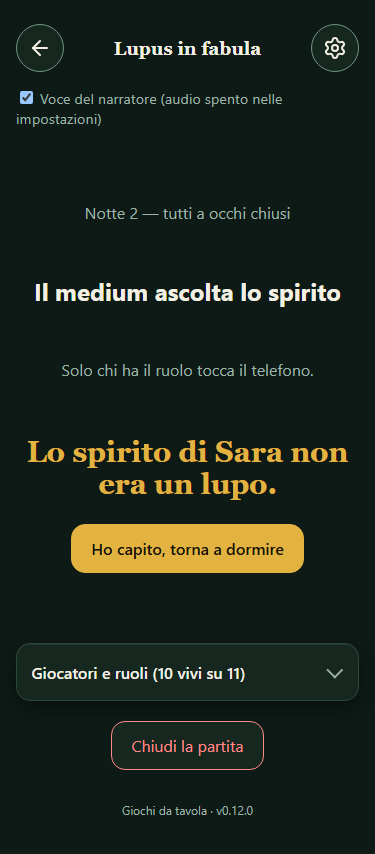 Lupus in fabula
Voce del narratore (audio spento nelle
impostazioni)
Notte 2 — tutti a occhi chiusi
Il medium ascolta lo spirito
Solo chi ha il ruolo tocca il telefono.
Lo spirito di Sara non
era un lupo.
Ho capito, torna a dormire
Giocatori e ruoli (10 vivi su 11)
Chiudi la partita
Giochi da tavola · v0.12.0